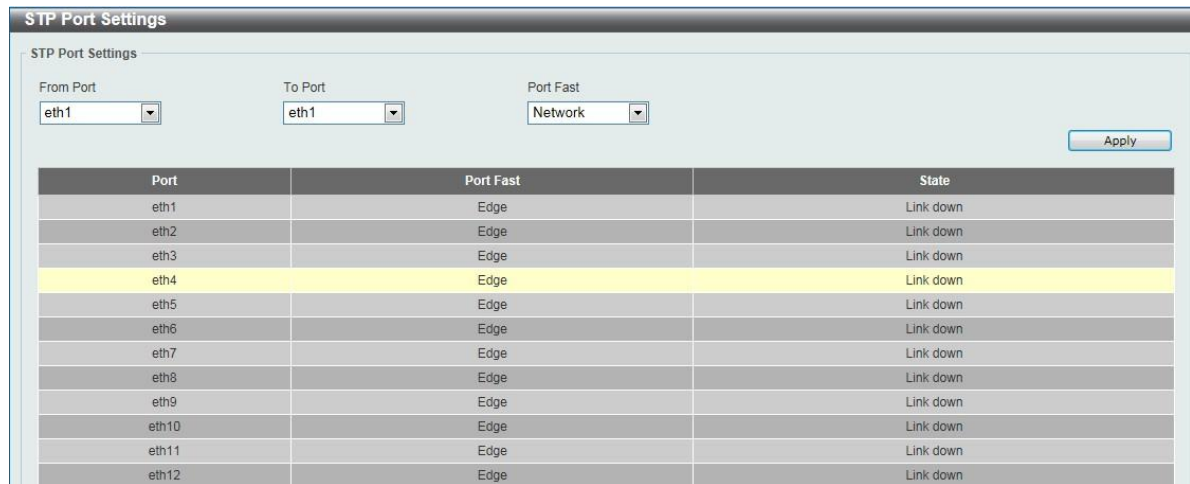 STP Port Settings
STP Port Settings
From Port To Port Port Fast
eth1 eth1 Network
Apply
Port Port Fast State
eth1 Edge Link down
eth2 Edge Link down
eth3 Edge Link down
eth4 Edge Link down
eth5 Edge Link down
eth6 Edge Link down
eth7 Edge Link down
eth8 Edge Link down
eth9 Edge Link down
eth10 Edge Link down
eth11 Edge Link down
eth12 Edge Link down